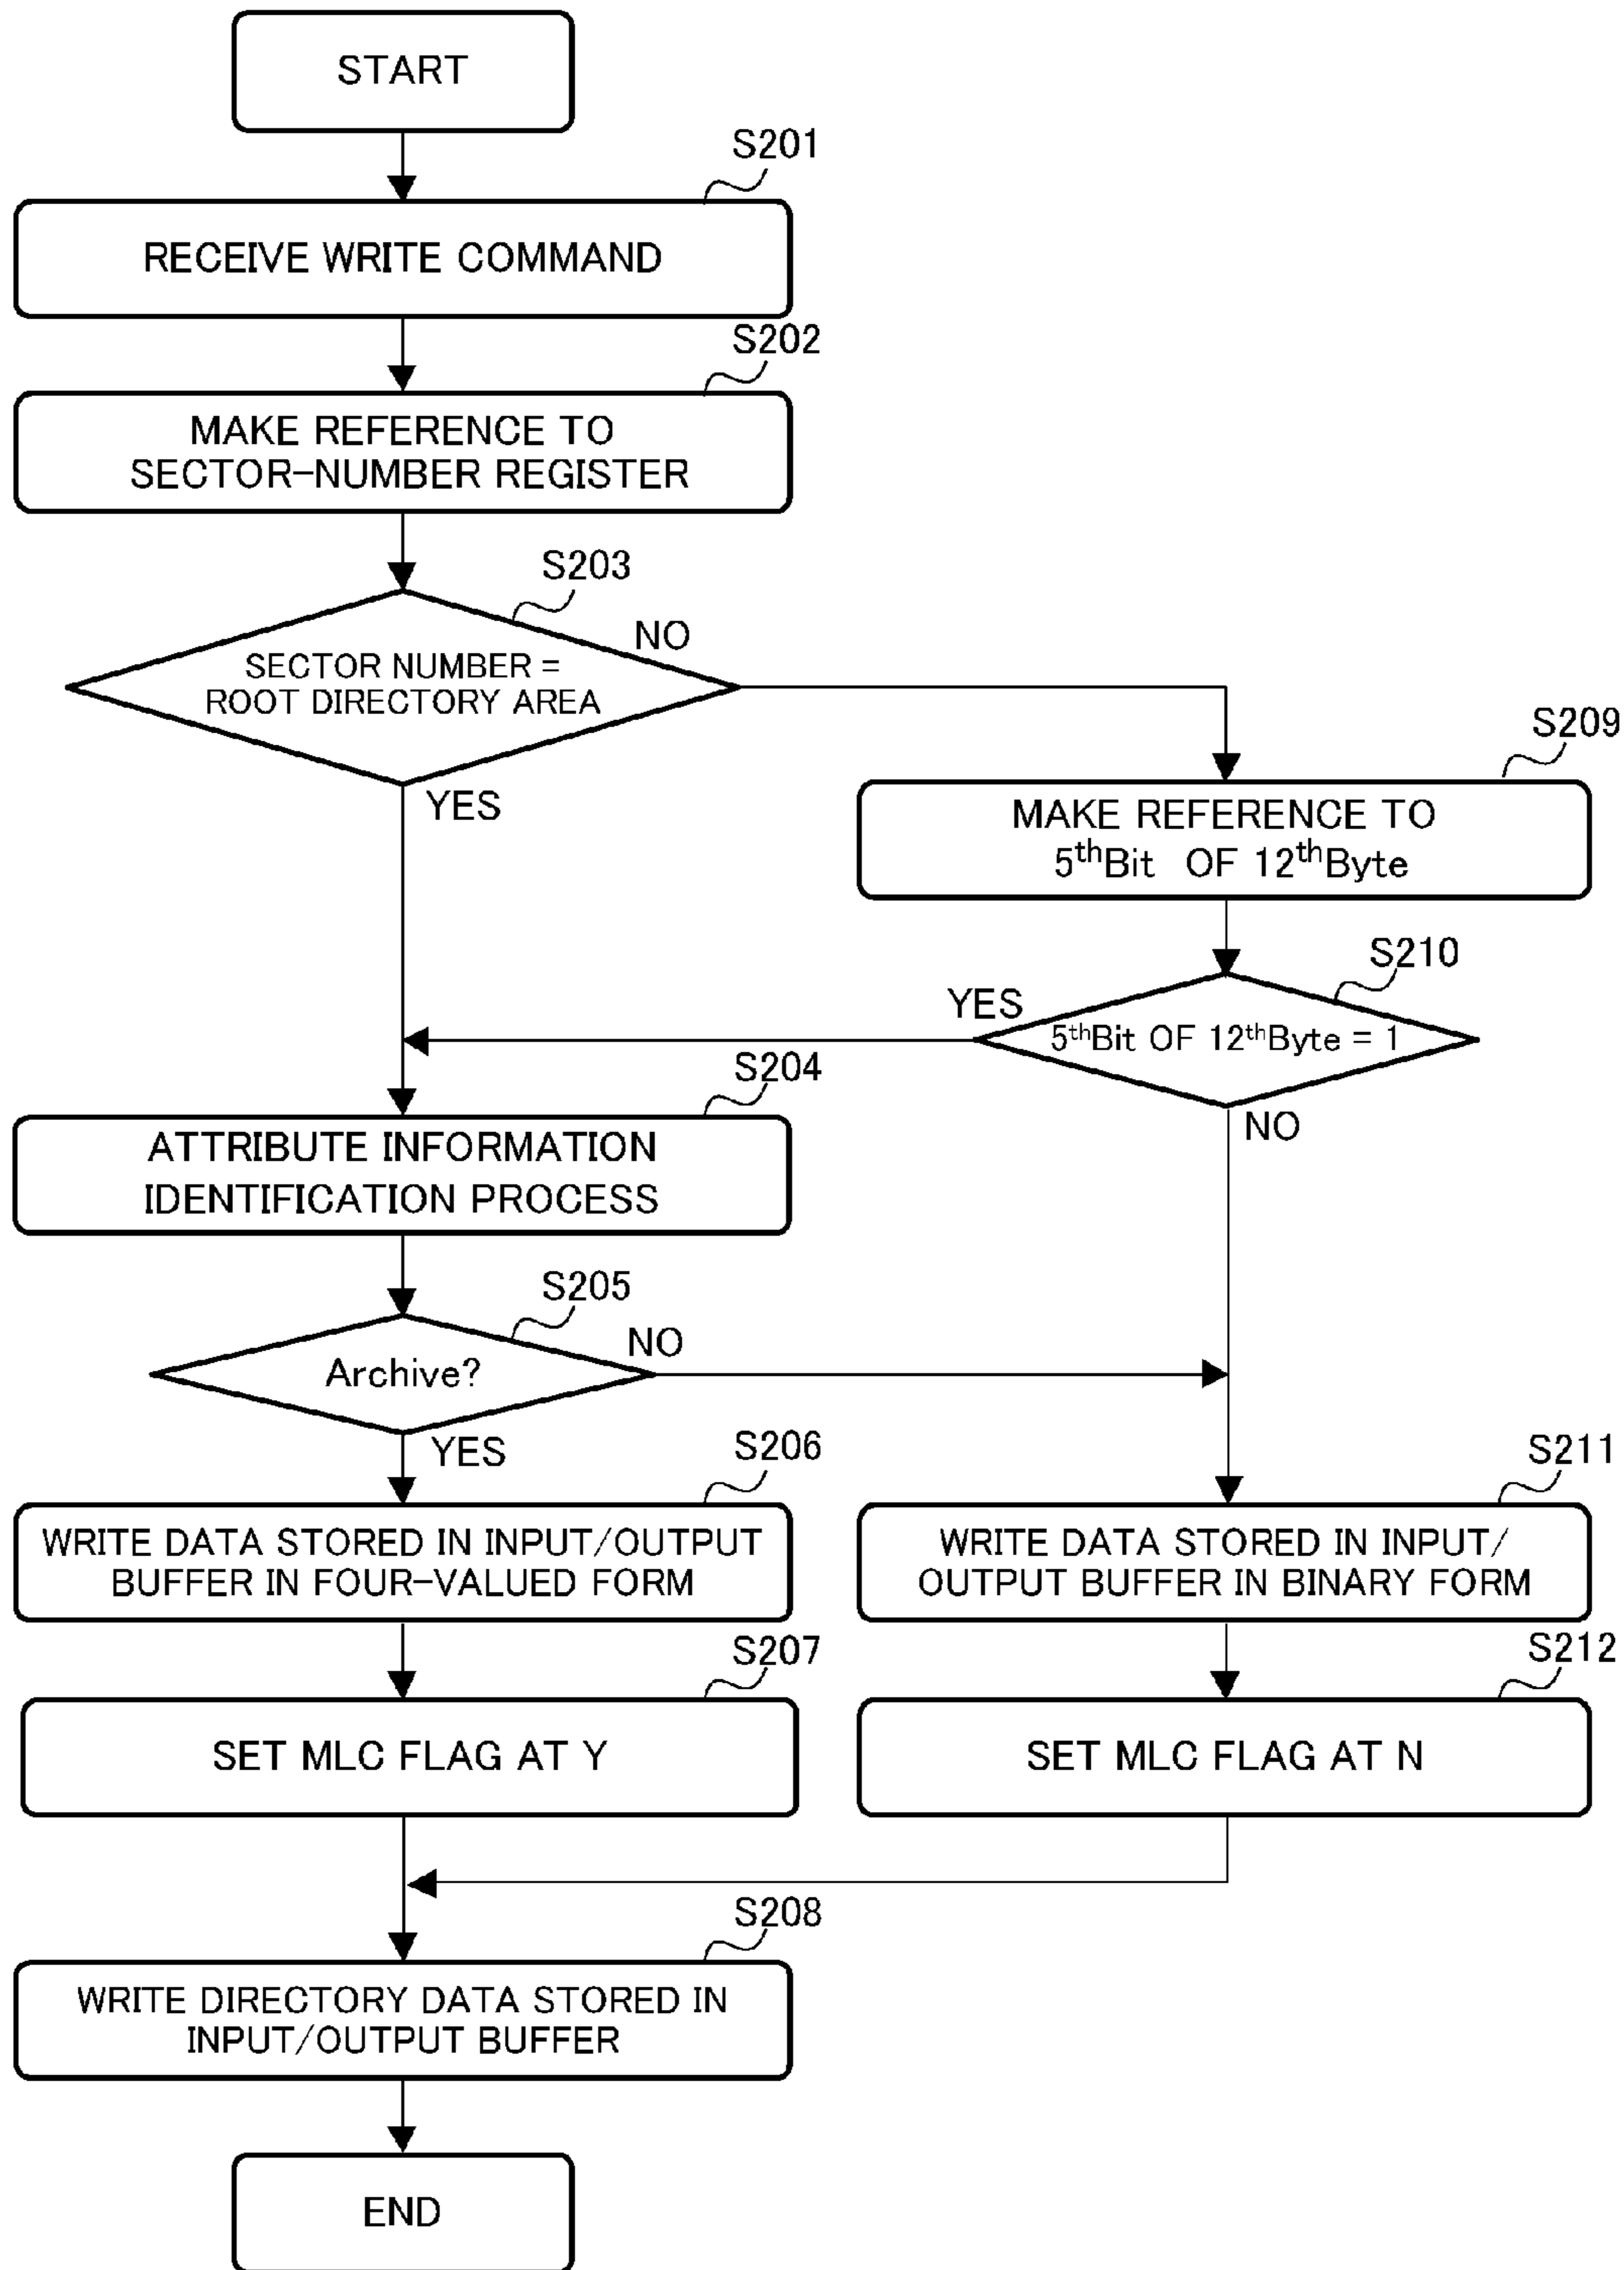 START
S201
RECEIVE WRITE COMMAND
S202
MAKE REFERENCE TO
SECTOR-NUMBER REGISTER
S203
NO
SECTOR NUMBER =
ROOT DIRECTORY AREA
YES
S209
MAKE REFERENCE TO
5thBit OF 12thByte
S210
YES
5thBit OF 12thByte = 1
NO
S204
ATTRIBUTE INFORMATION
IDENTIFICATION PROCESS
S205
NO
Archive?
YES
S206
WRITE DATA STORED IN INPUT/OUTPUT
BUFFER IN FOUR-VALUED FORM
S211
WRITE DATA STORED IN INPUT/
OUTPUT BUFFER IN BINARY FORM
S207
SET MLC FLAG AT Y
S212
SET MLC FLAG AT N
S208
WRITE DIRECTORY DATA STORED IN
INPUT/OUTPUT BUFFER
END